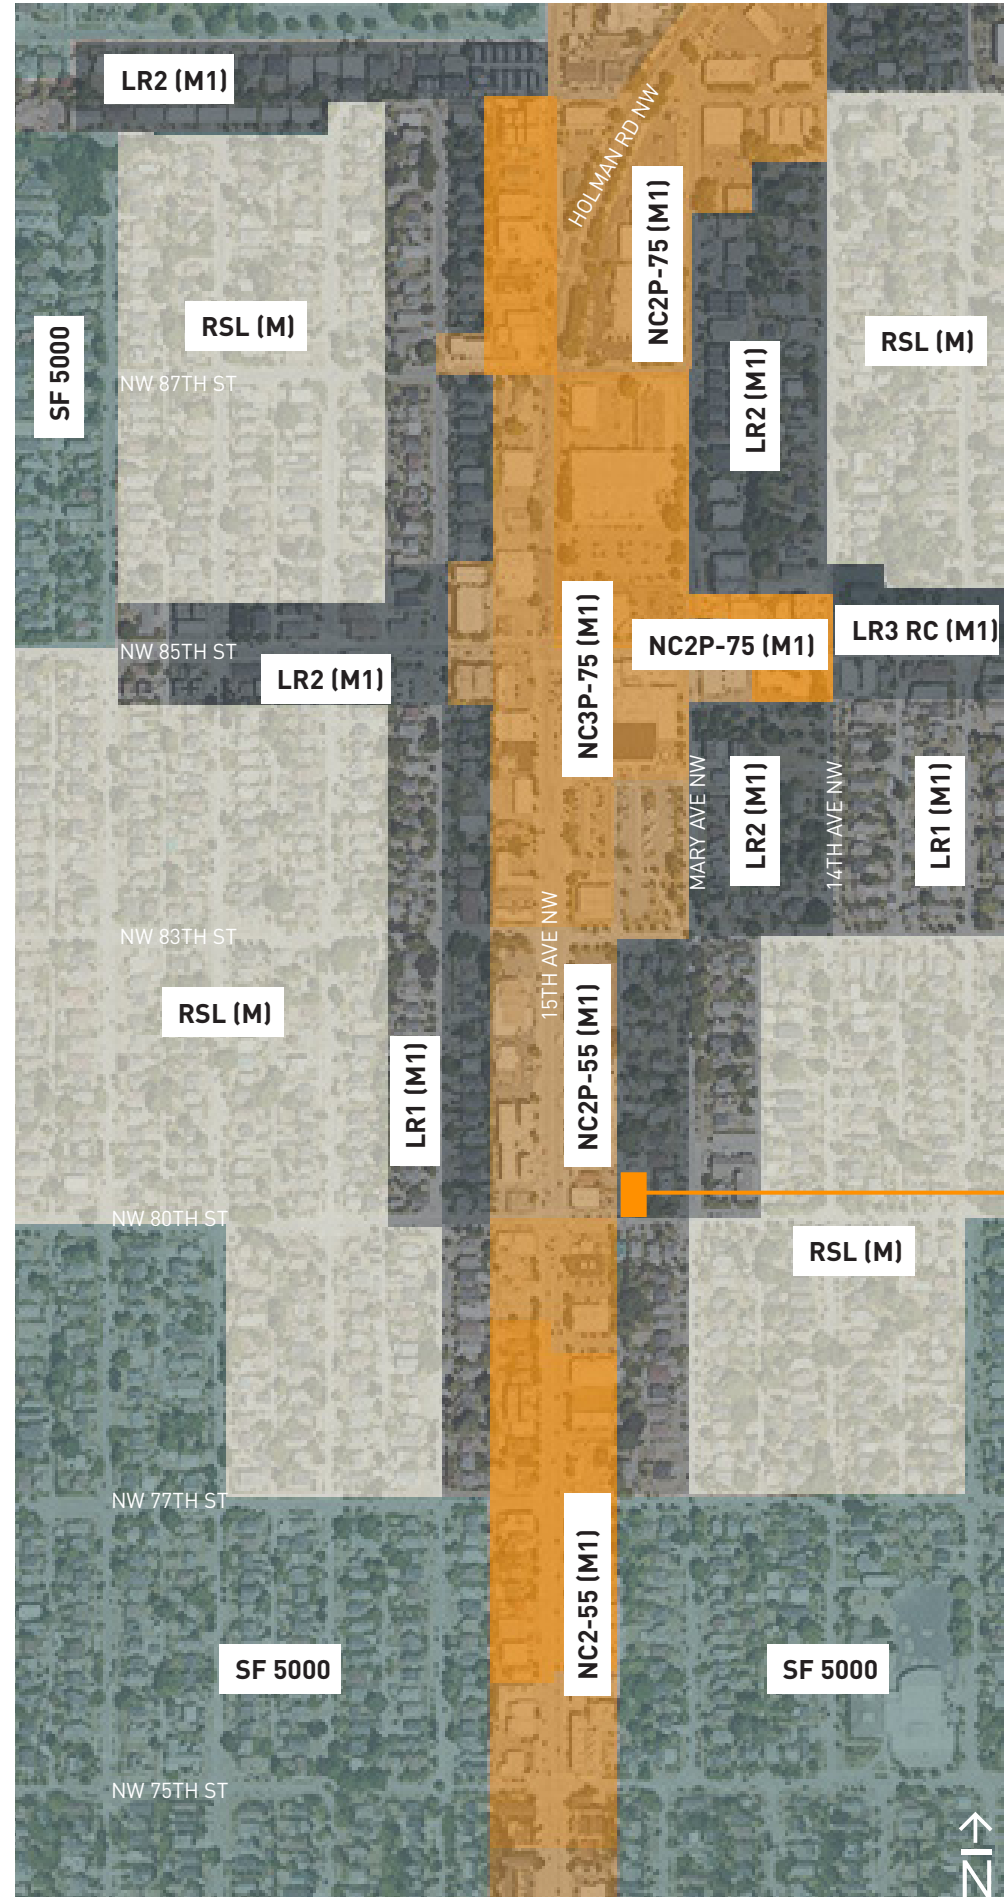 LR2 (M1)
HOLMAN RD NW
NC2P-75 (M1)
RSL (M)
SF 5000
RSL (M)
LR2 (M1)
NW 87TH ST
NC3P-75 (M1)
NC2P-75 (M1)
LR3 RC (M1)
NW 85TH ST
LR2 (M1)
MARY AVE NW
LR2 (M1)
14TH AVE NW
LR1 (M1)
NW 83TH ST
15TH AVE NW
RSL (M)
NC2P-55 (M1)
LR1 (M1)
NW 80TH ST
RSL (M)
NW 77TH ST
NC2-55 (M1)
SF 5000
SF 5000
NW 75TH ST
N